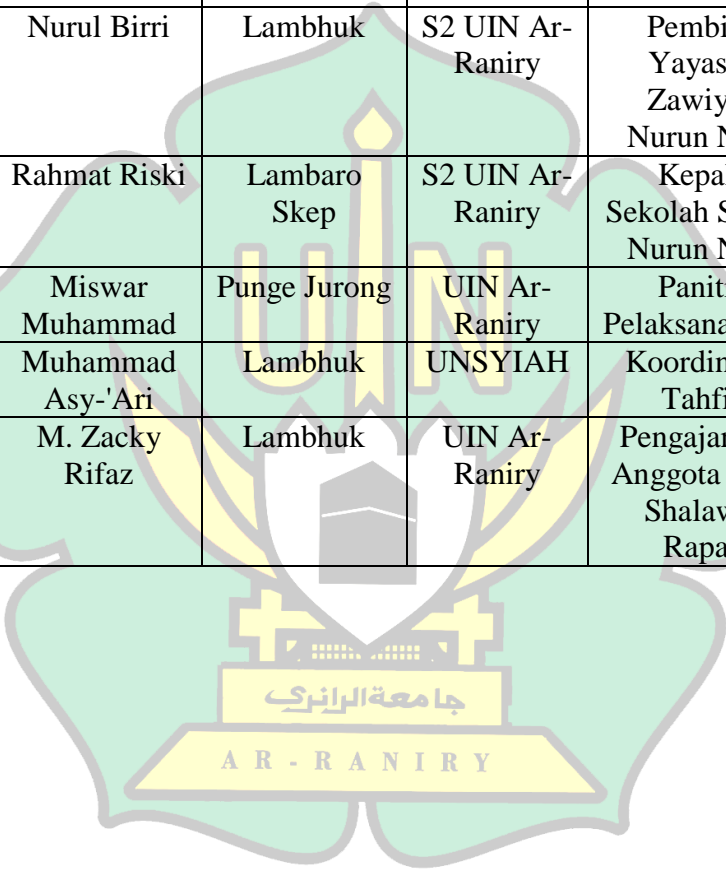 Nurul Birri Lambhuk S2 UIN Ar- Pembi
Raniry Yayas
Zawiy
Nurun N
Rahmat Riski Lambaro S2 UIN Ar- Kepal
Skep Raniry Sekolah S
Nurun N
Miswar Punge Jurong UIN Ar- Panit
Muhammad Raniry Pelaksana
Muhammad Lambhuk UNSYIAH Koordin
Asy-'Ari Tahfi
M. Zacky Lambhuk UIN Ar- Pengajar
Rifaz Raniry Anggota
Shalaw
Rapa
UIN
جامعة الرانري
AR-RANIRY